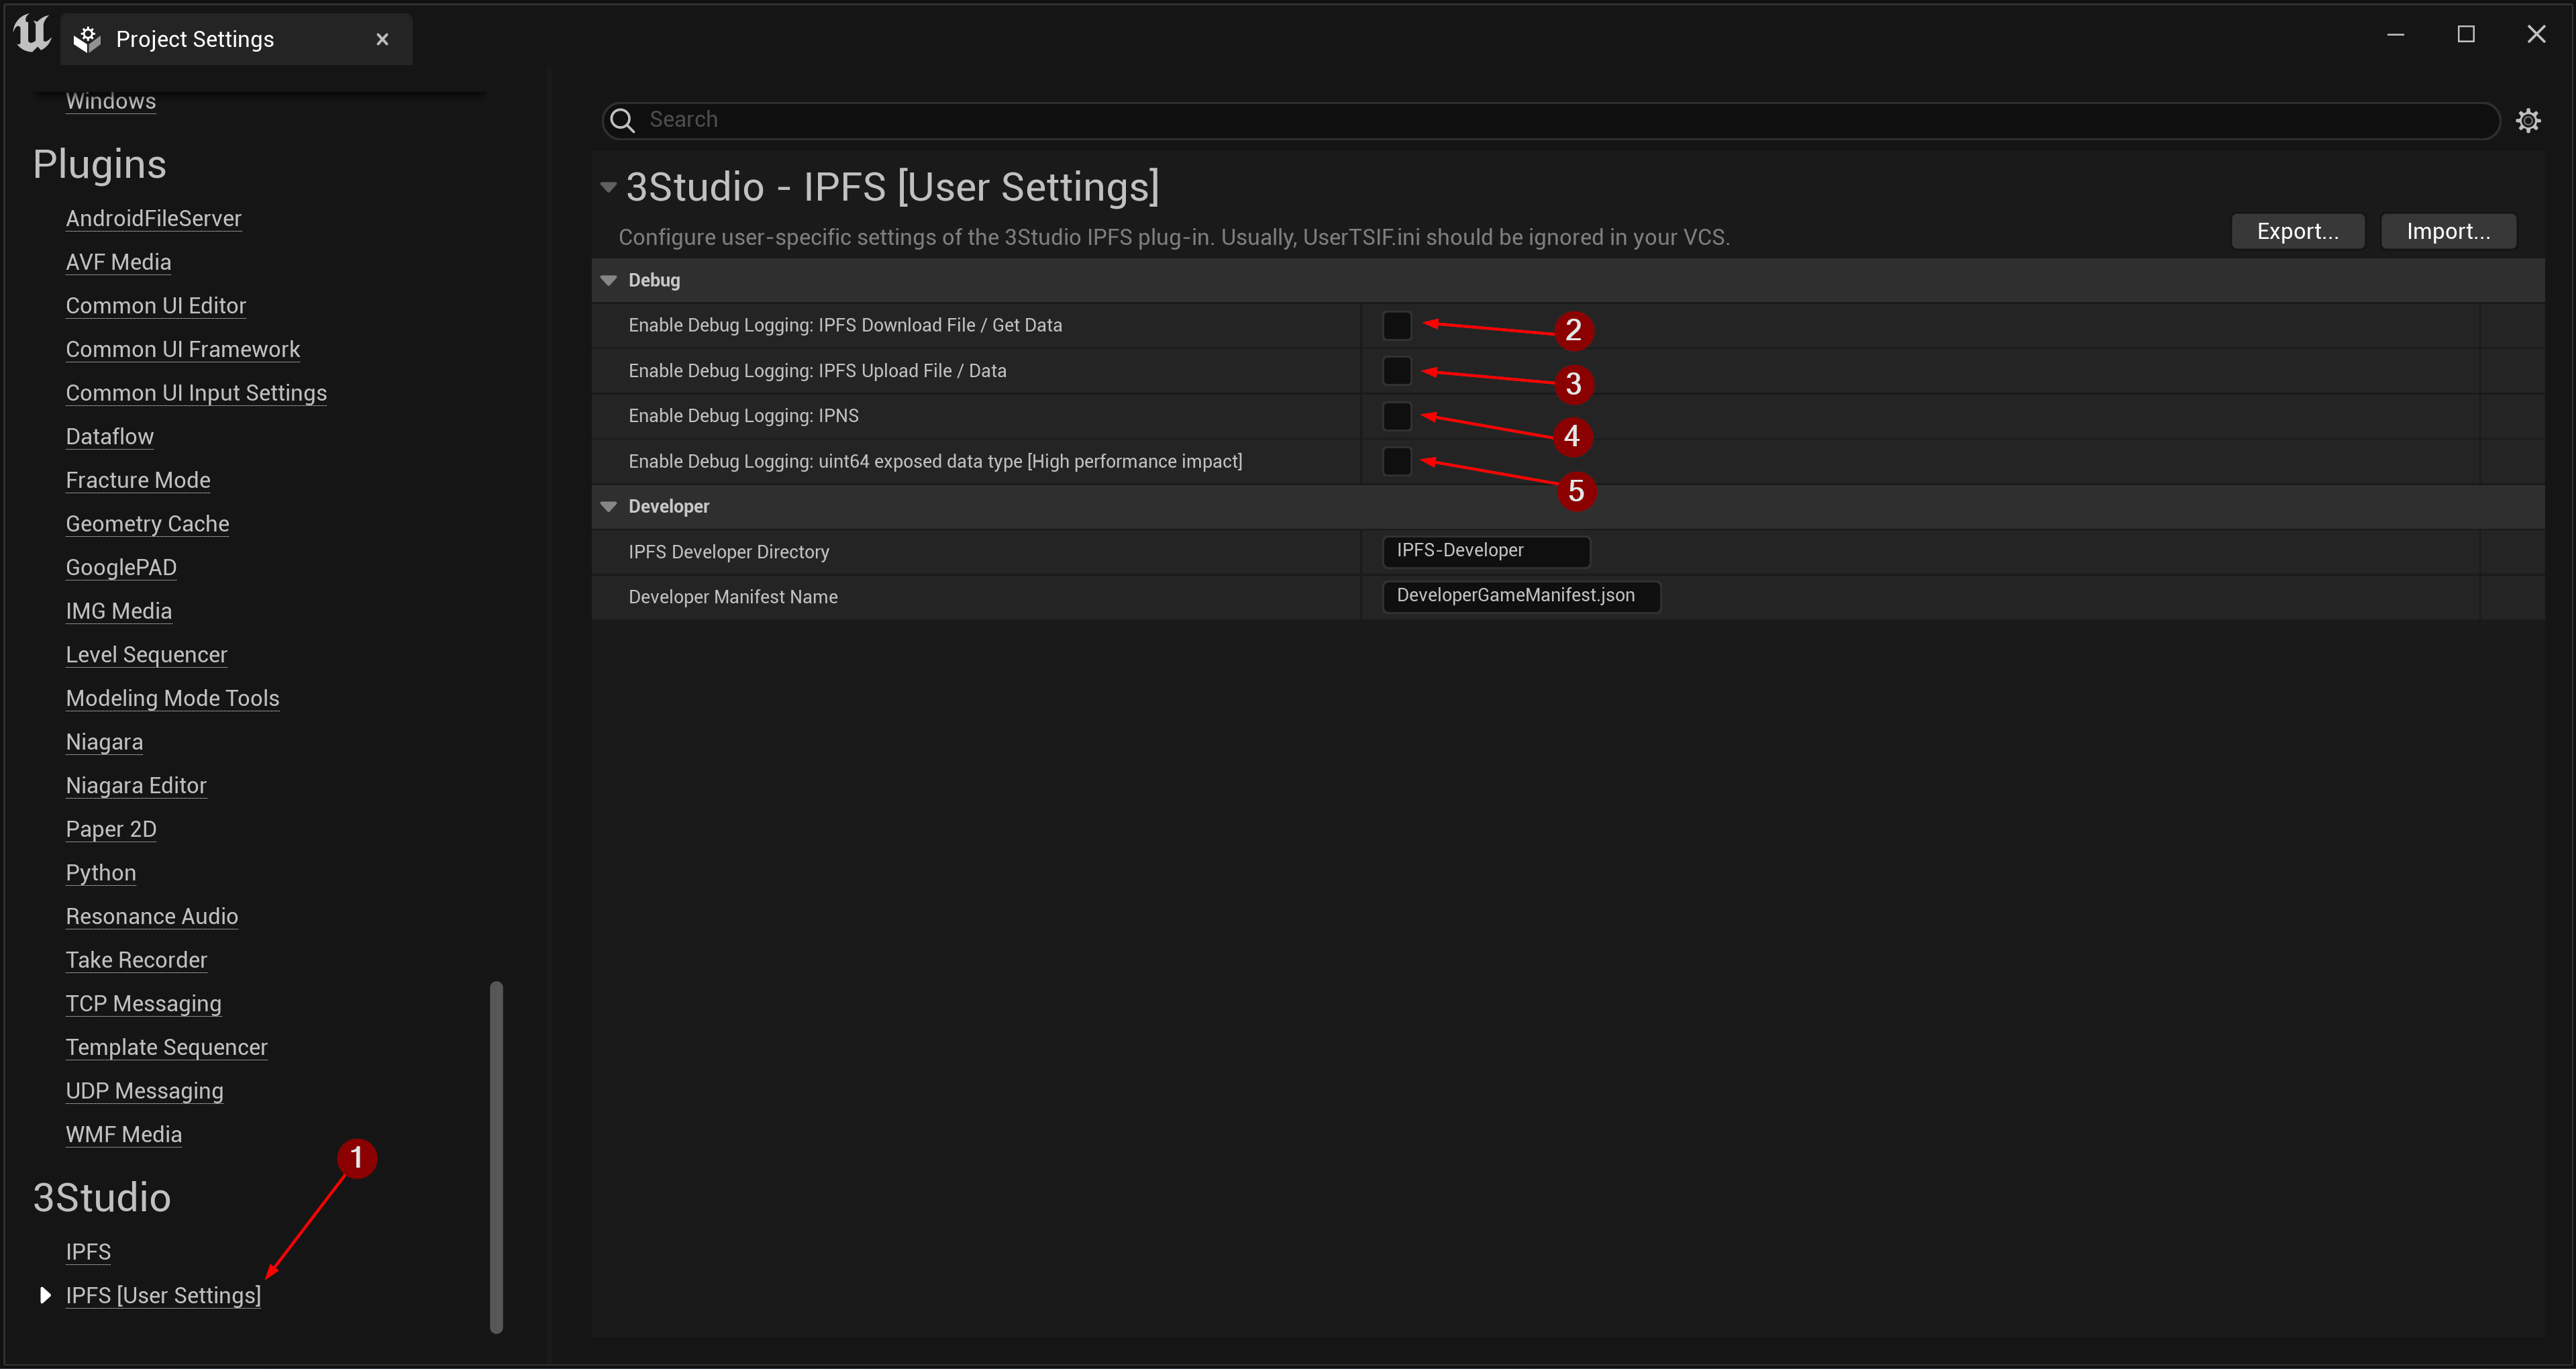 Project Settings
Windows
Plugins
AndroidFileServer
AVF Media
Common UI Editor
Common UI Framework
Common UI Input Settings
Dataflow
Fracture Mode
Geometry Cache
GooglePAD
IMG Media
Level Sequencer
Modeling Mode Tools
Niagara
Niagara Editor
Paper 2D
Python
Resonance Audio
Take Recorder
TCP Messaging
Template Sequencer
UDP Messaging
WMF Media
1
3Studio
IPFS
IPFS [User Settings]
Search
3Studio - IPFS [User Settings]
Configure user-specific settings of the 3Studio IPFS plug-in. Usually, UserTSIF.ini should be ignored in your VCS.
Export...
Import...
Debug
Enable Debug Logging: IPFS Download File / Get Data
2
Enable Debug Logging: IPFS Upload File / Data
3
Enable Debug Logging: IPNS
4
Enable Debug Logging: uint64 exposed data type [High performance impact]
5
Developer
IPFS Developer Directory
IPFS-Developer
Developer Manifest Name
DeveloperGameManifest.json